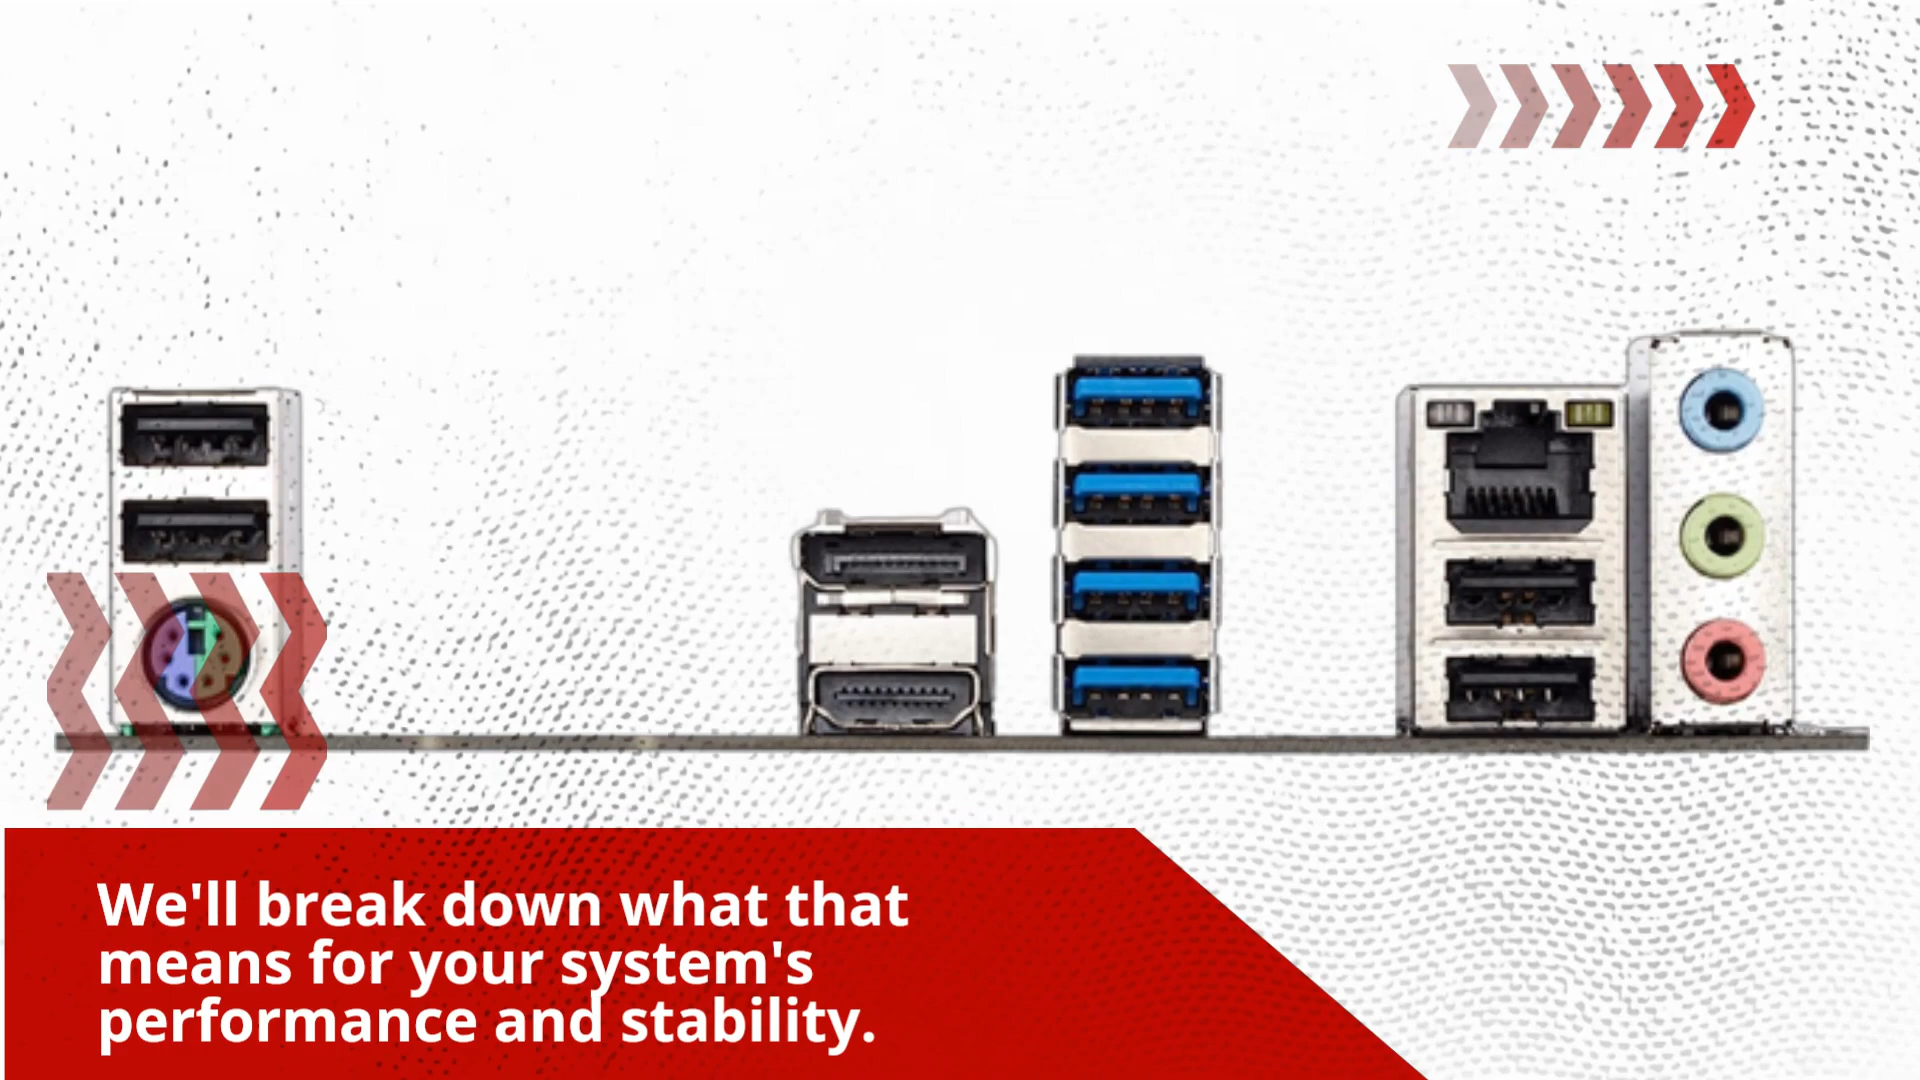 We'll break down what that
means for your system's
performance and stability.